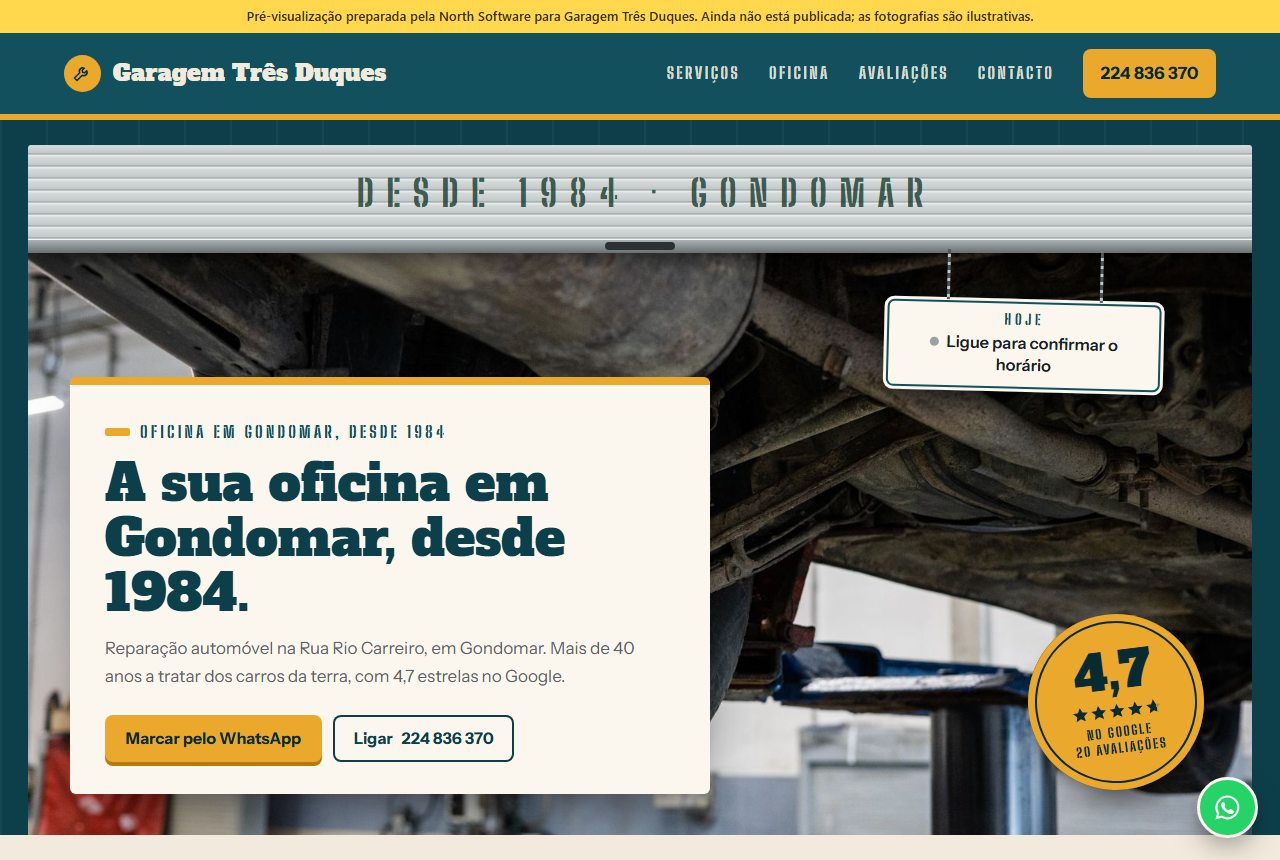 Pré-visualização preparada pela North Software para Garagem Três Duques. Ainda não está publicada; as fotografias são ilustrativas.
Garagem Três Duques
SERVIÇOS
OFICINA
AVALIAÇÕES
CONTACTO
224 836 370
DESDE 1984 · GONDOMAR
HOJE
Ligue para confirmar o
horário
OFICINA EM GONDOMAR, DESDE 1984
A sua oficina em
Gondomar, desde
1984.
Reparação automóvel na Rua Rio Carreiro, em Gondomar. Mais de 40
anos a tratar dos carros da terra, com 4,7 estrelas no Google.
Marcar pelo WhatsApp
Ligar 224 836 370
4,7
NO GOOGLE
20 AVALIAÇÕES